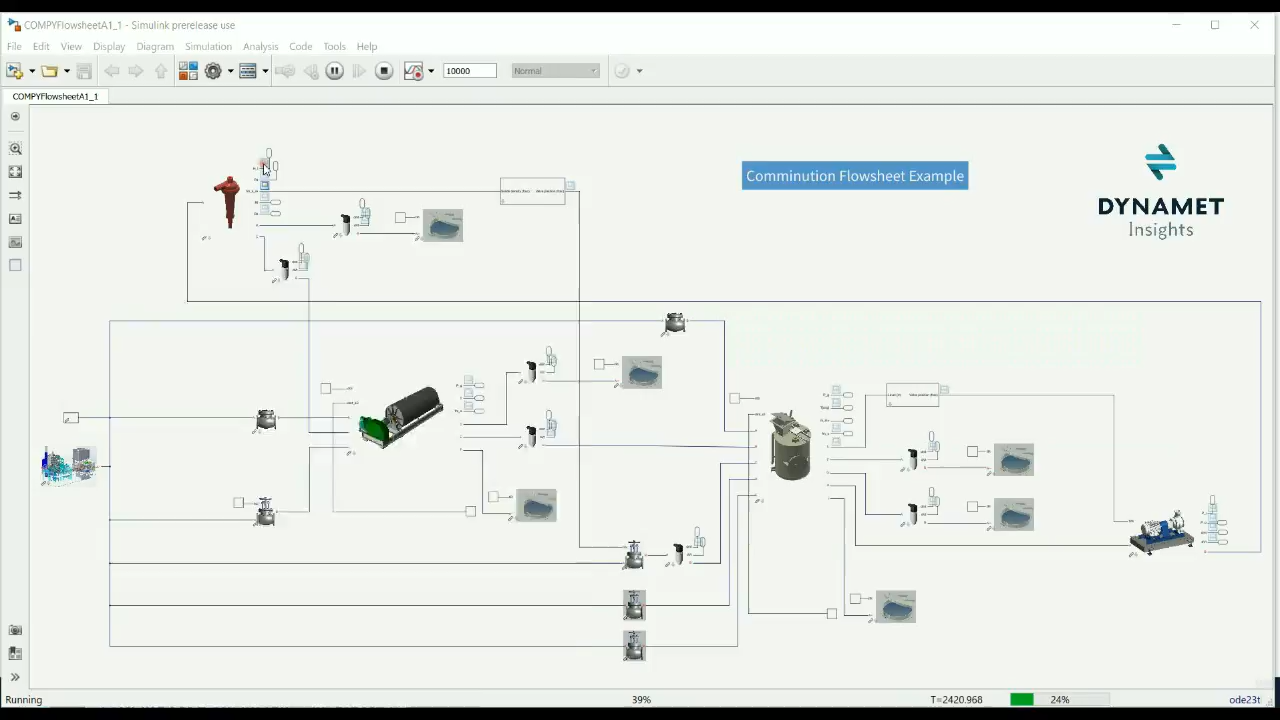 COMPYFlowsheetA1_1 - Simulink prerelease use
File Edit View Display Diagram Simulation Analysis Code Tools Help
10000
Normal
COMPYFlowsheetA1_1
Comminution Flowsheet Example
DYNAMET
Insights
Running
39%
T=2420.968
24%
ode23t